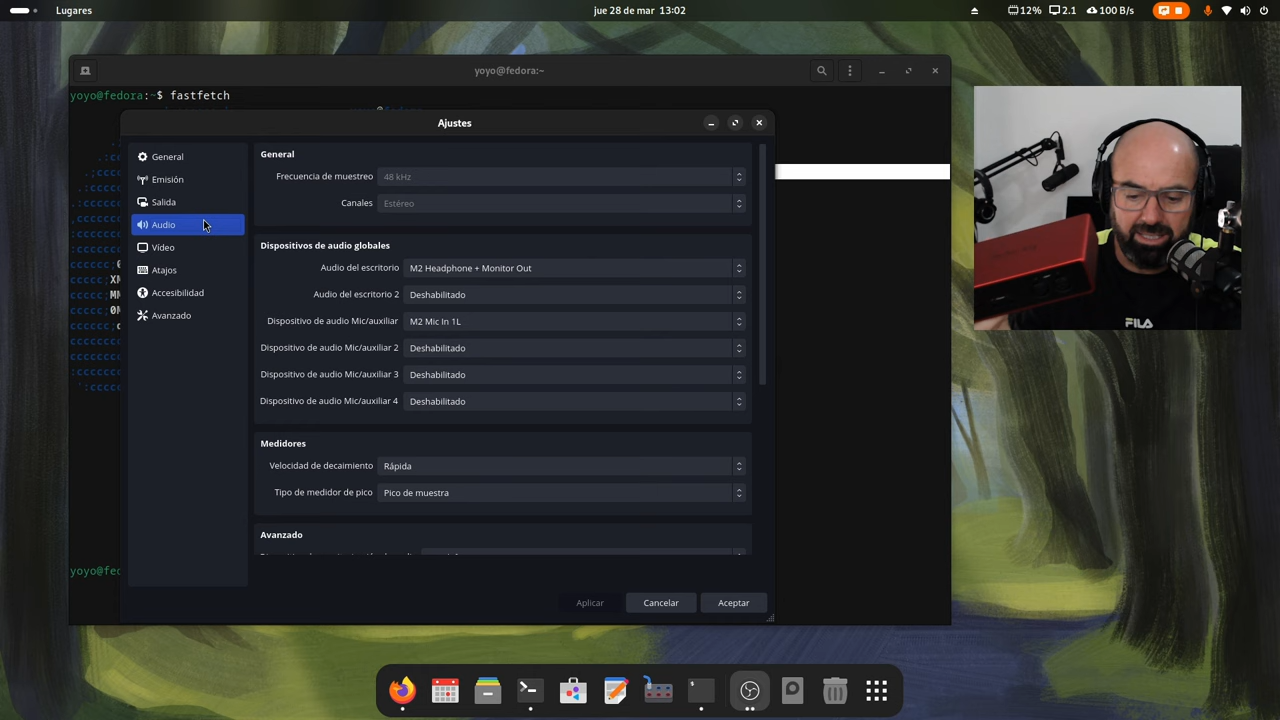 Lugares
jue 28 de mar 13:02
12% 2.1 100 B/s
yoyo@fedora:~
yoyo@fedora:~$ fastfetch
Ajustes
General
Emisión
Salida
Audio
Vídeo
Atajos
Accesibilidad
Avanzado
General
Frecuencia de muestreo 48 kHz
Canales Estéreo
Dispositivos de audio globales
Audio del escritorio M2 Headphone + Monitor Out
Audio del escritorio 2 Deshabilitado
Dispositivo de audio Mic/auxiliar M2 Mic In 1L
Dispositivo de audio Mic/auxiliar 2 Deshabilitado
Dispositivo de audio Mic/auxiliar 3 Deshabilitado
Dispositivo de audio Mic/auxiliar 4 Deshabilitado
Medidores
Velocidad de decaimiento Rápida
Tipo de medidor de pico Pico de muestra
Avanzado
Aplicar
Cancelar
Aceptar
yoyo@fed
FILA